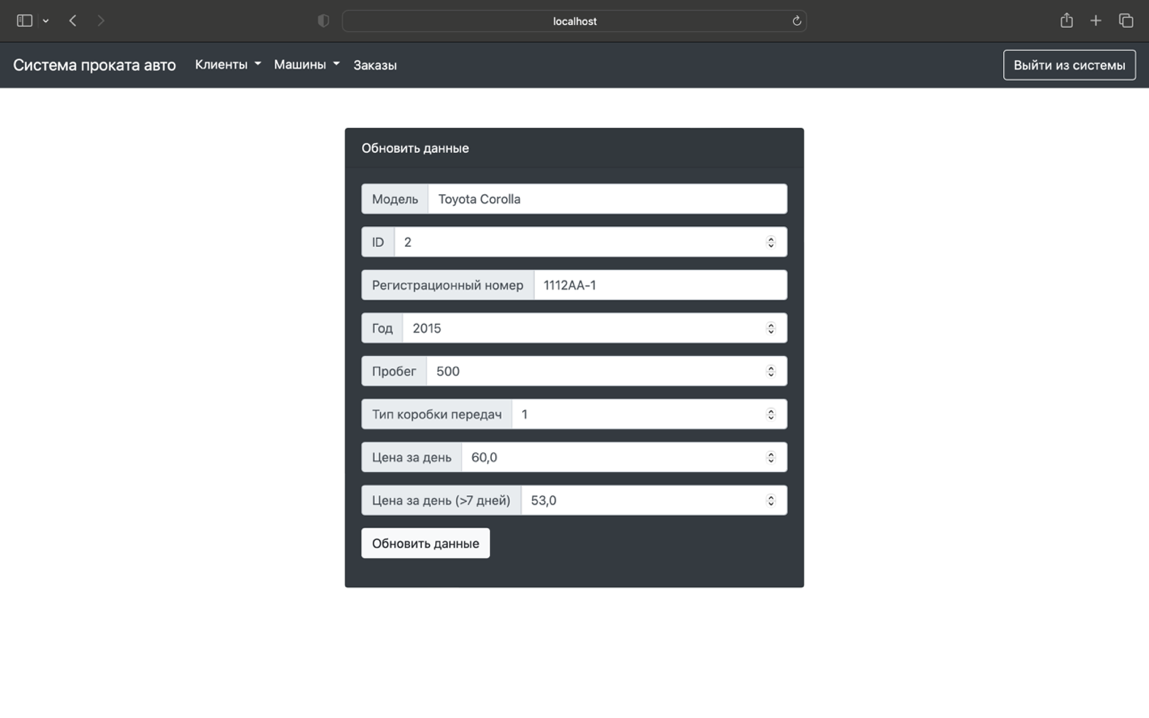 localhost
Система проката авто Клиенты Машины Заказы Выйти из системы
Обновить данные
Модель Toyota Corolla
ID 2
Регистрационный номер 1112AA-1
Год 2015
Пробег 500
Тип коробки передач 1
Цена за день 60,0
Цена за день (>7 дней) 53,0
Обновить данные